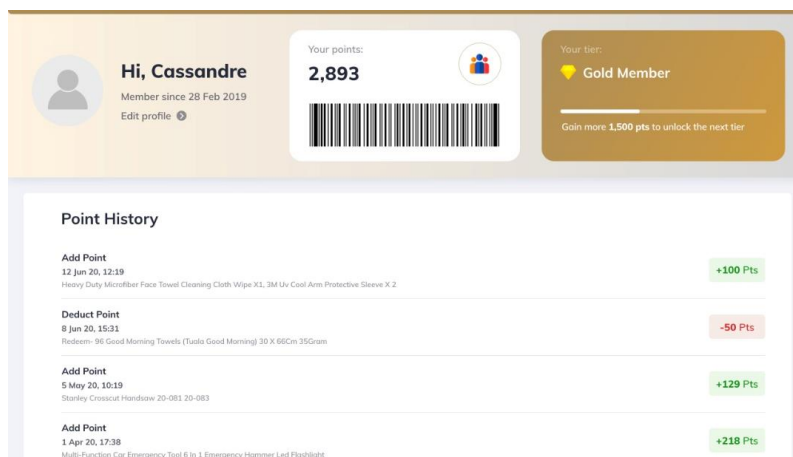 Hi, Cassandre
Member since 28 Feb 2019
Edit profile
Your points:
2,893
Your tier:
Gold Member
Gain more 1,500 pts to unlock the next tier
Point History
Add Point
12 Jun 20, 12:19
Heavy Duty Microfiber Face Towel Cleaning Cloth Wipe X1, 3M Uv Cool Arm Protective Sleeve X 2
+100 Pts
Deduct Point
8 Jun 20, 15:31
Redeem- 96 Good Morning Towels (Tuala Good Morning) 30 X 66Cm 35Gram
-50 Pts
Add Point
5 May 20, 10:19
Stanley Crosscut Handsaw 20-081 20-083
+129 Pts
Add Point
1 Apr 20, 17:38
Multi-Function Car Emergency Tool 6 In 1 Emergency Hammer Led Flashlight
+218 Pts